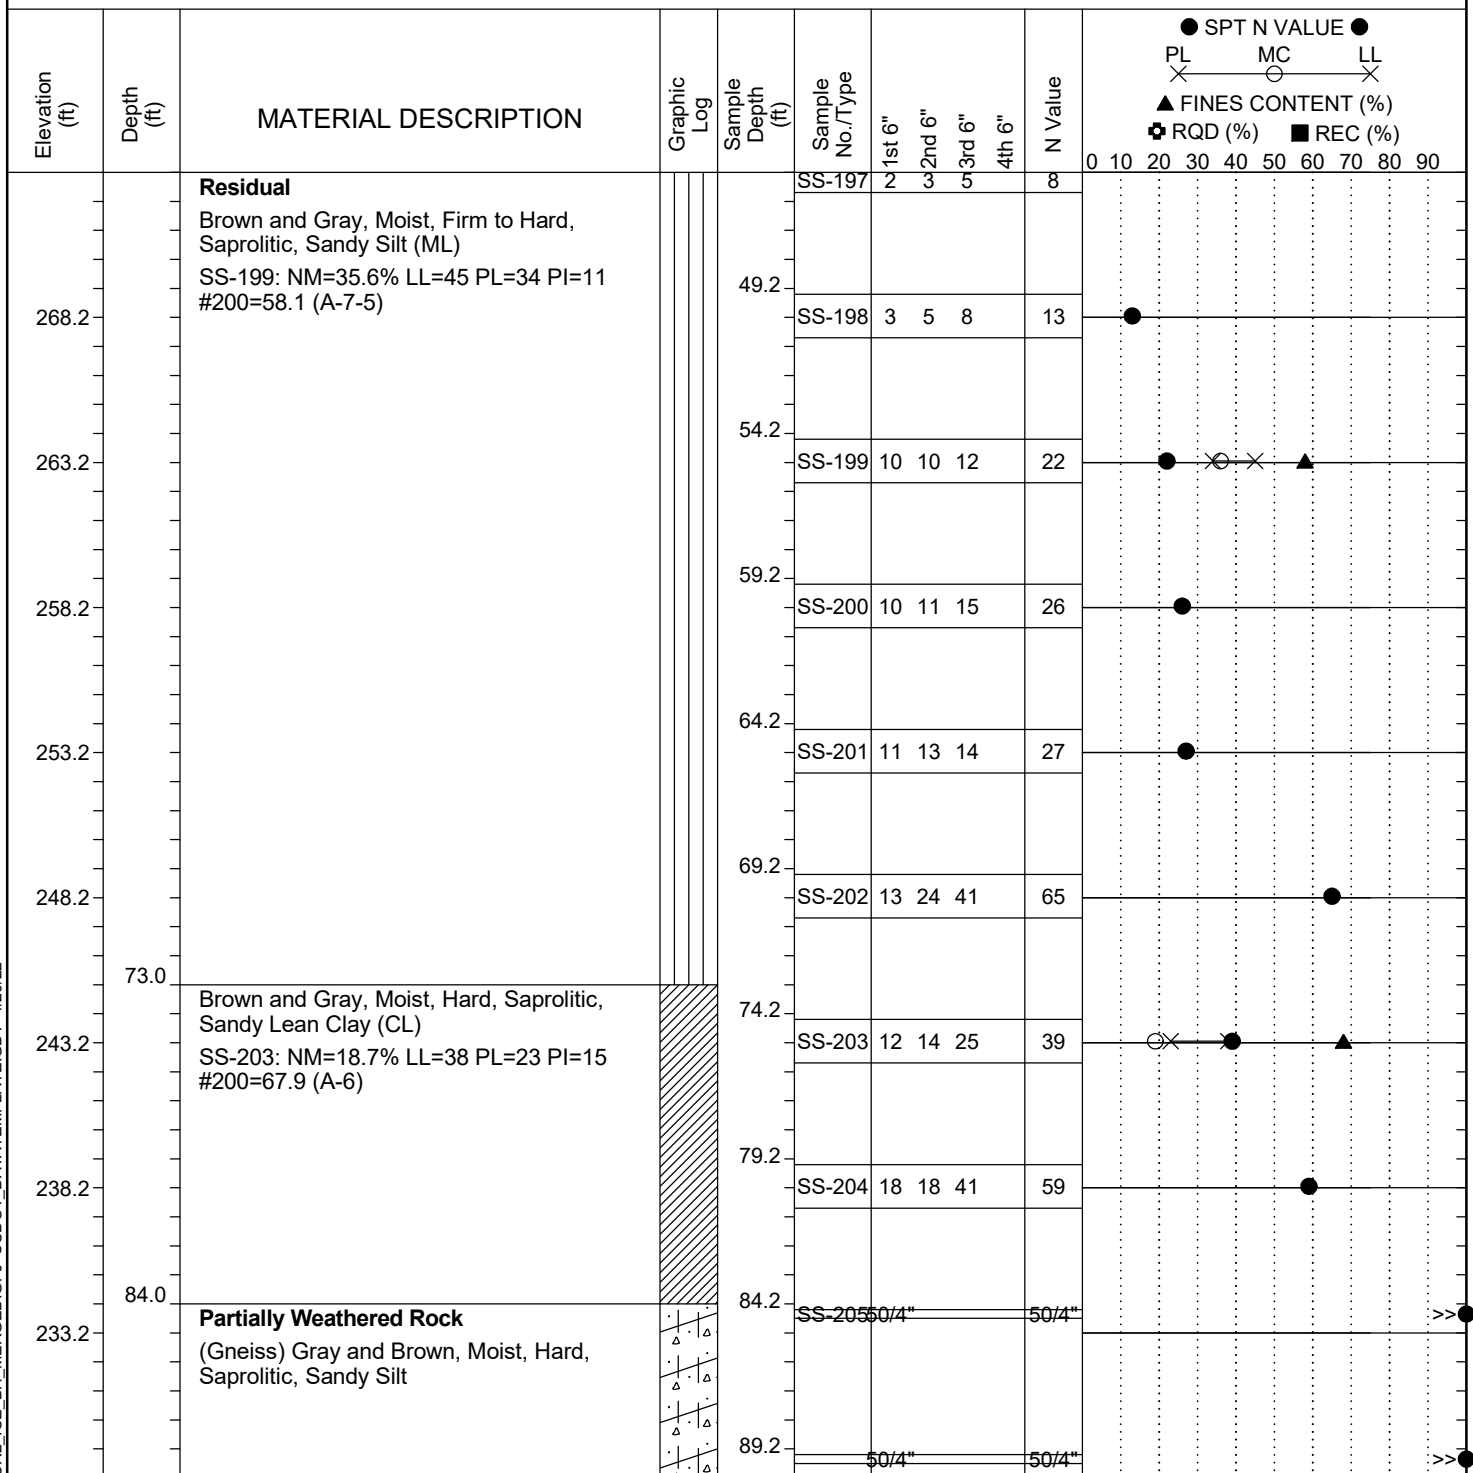 ● SPT N VALUE ●
PL MC LL
▲ FINES CONTENT (%)
RQD (%) ■ REC (%)
0 10 20 30 40 50 60 70 80 90
Elevation (ft)
Depth (ft)
MATERIAL DESCRIPTION
Graphic Log
Sample Depth (ft)
Sample No./Type
1st 6"
2nd 6"
3rd 6"
4th 6"
N Value
Residual
SS-197 2 3 5 8
Brown and Gray, Moist, Firm to Hard,
Saprolitic, Sandy Silt (ML)
SS-199: NM=35.6% LL=45 PL=34 PI=11
#200=58.1 (A-7-5)
49.2
268.2 SS-198 3 5 8 13
54.2
263.2 SS-199 10 10 12 22
59.2
258.2 SS-200 10 11 15 26
64.2
253.2 SS-201 11 13 14 27
69.2
248.2 SS-202 13 24 41 65
73.0
Brown and Gray, Moist, Hard, Saprolitic,
Sandy Lean Clay (CL)
74.2
243.2 SS-203 12 14 25 39
SS-203: NM=18.7% LL=38 PL=23 PI=15
#200=67.9 (A-6)
79.2
238.2 SS-204 18 18 41 59
84.0
84.2
Partially Weathered Rock
SS-205 50/4" 50/4" >>
233.2
(Gneiss) Gray and Brown, Moist, Hard,
Saprolitic, Sandy Silt
89.2
50/4" 50/4" >>